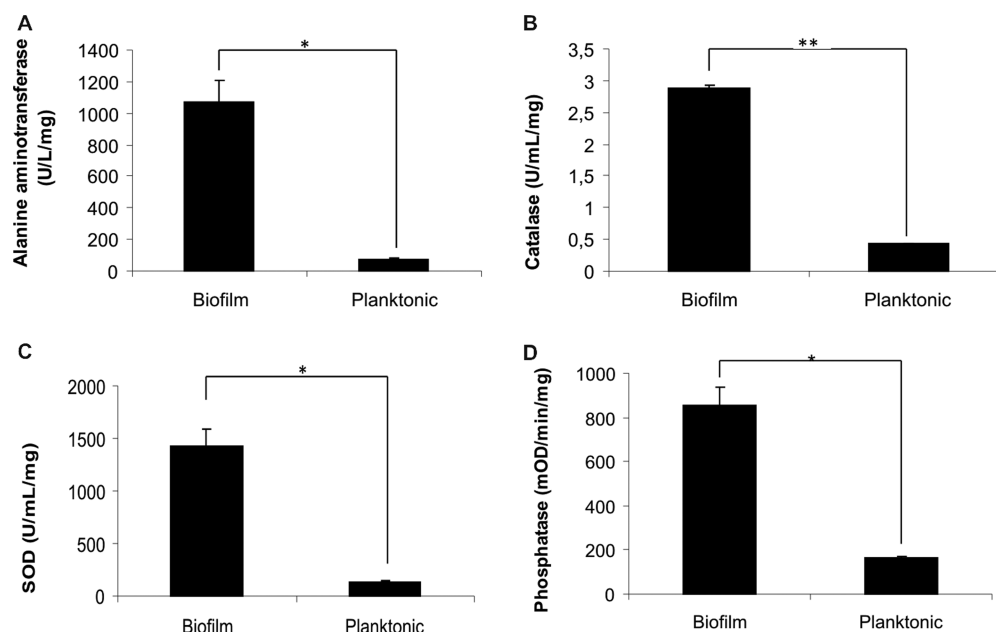 A
Alanine aminotransferase
(U/L/mg)
1400
1200
1000
800
600
400
200
0
*
Biofilm
Planktonic
B
Catalase (U/mL/mg)
3,5
3
2,5
2
1,5
1
0,5
0
**
Biofilm
Planktonic
C
SOD (U/mL/mg)
2000
1500
1000
500
0
*
Biofilm
Planktonic
D
Phosphatase (mOD/min/mg)
1000
800
600
400
200
0
*
Biofilm
Planktonic